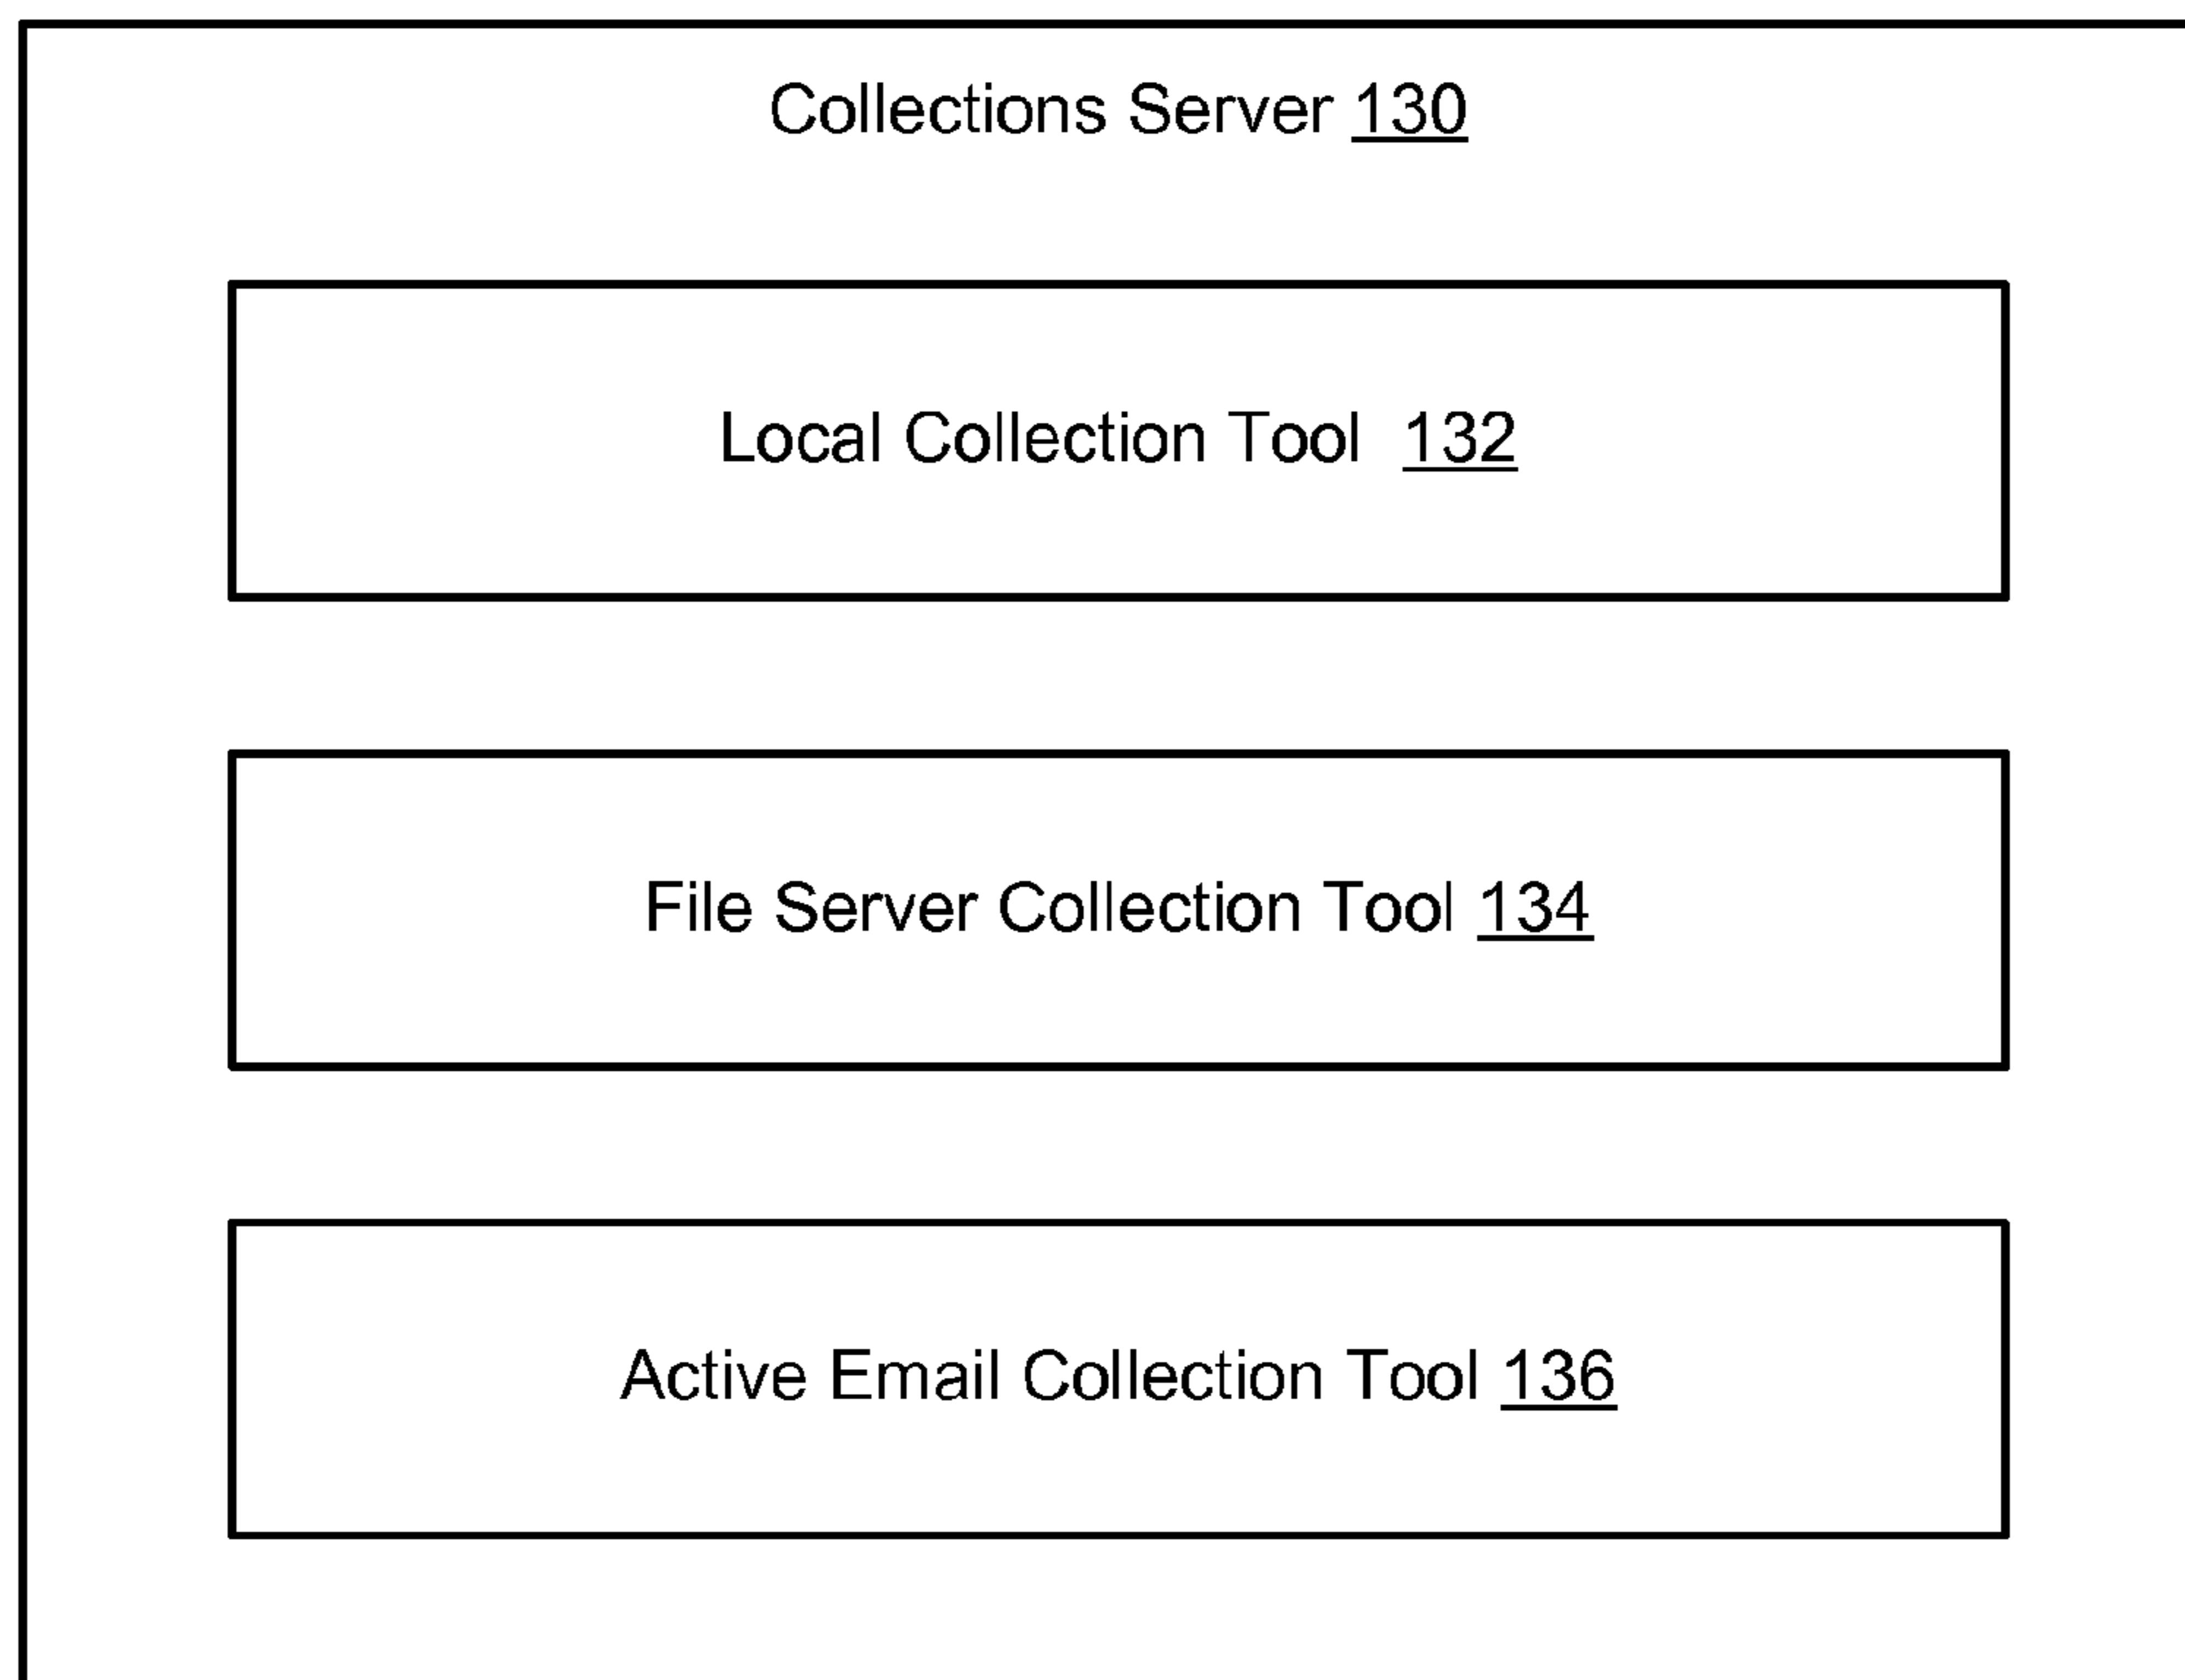 Collections Server 130
Local Collection Tool 132
File Server Collection Tool 134
Active Email Collection Tool 136